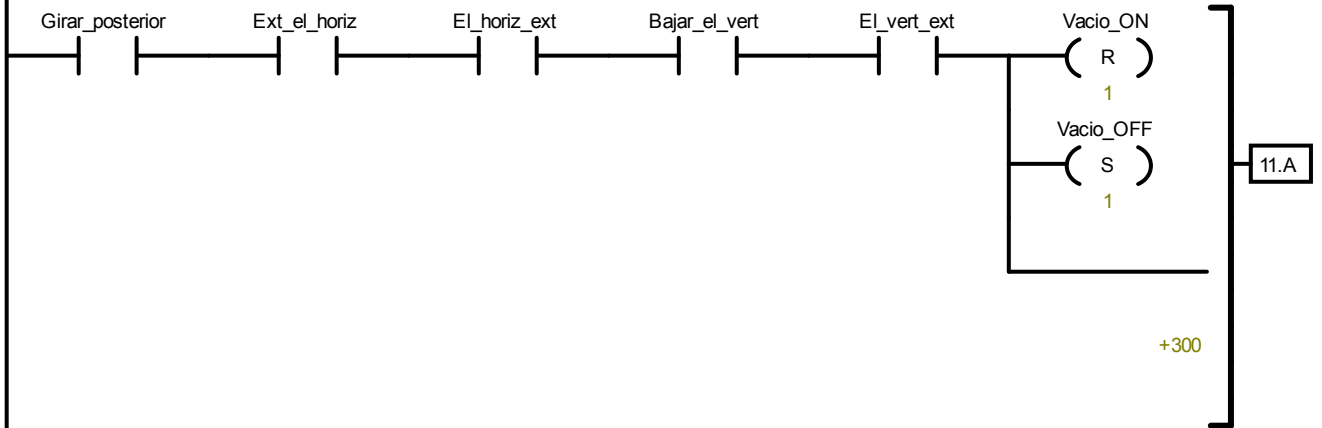 Girar_posterior Ext_el_horiz El_horiz_ext Bajar_el_vert El_vert_ext Vacio_ON
R
1
Vacio_OFF
S
11.A
1
+300